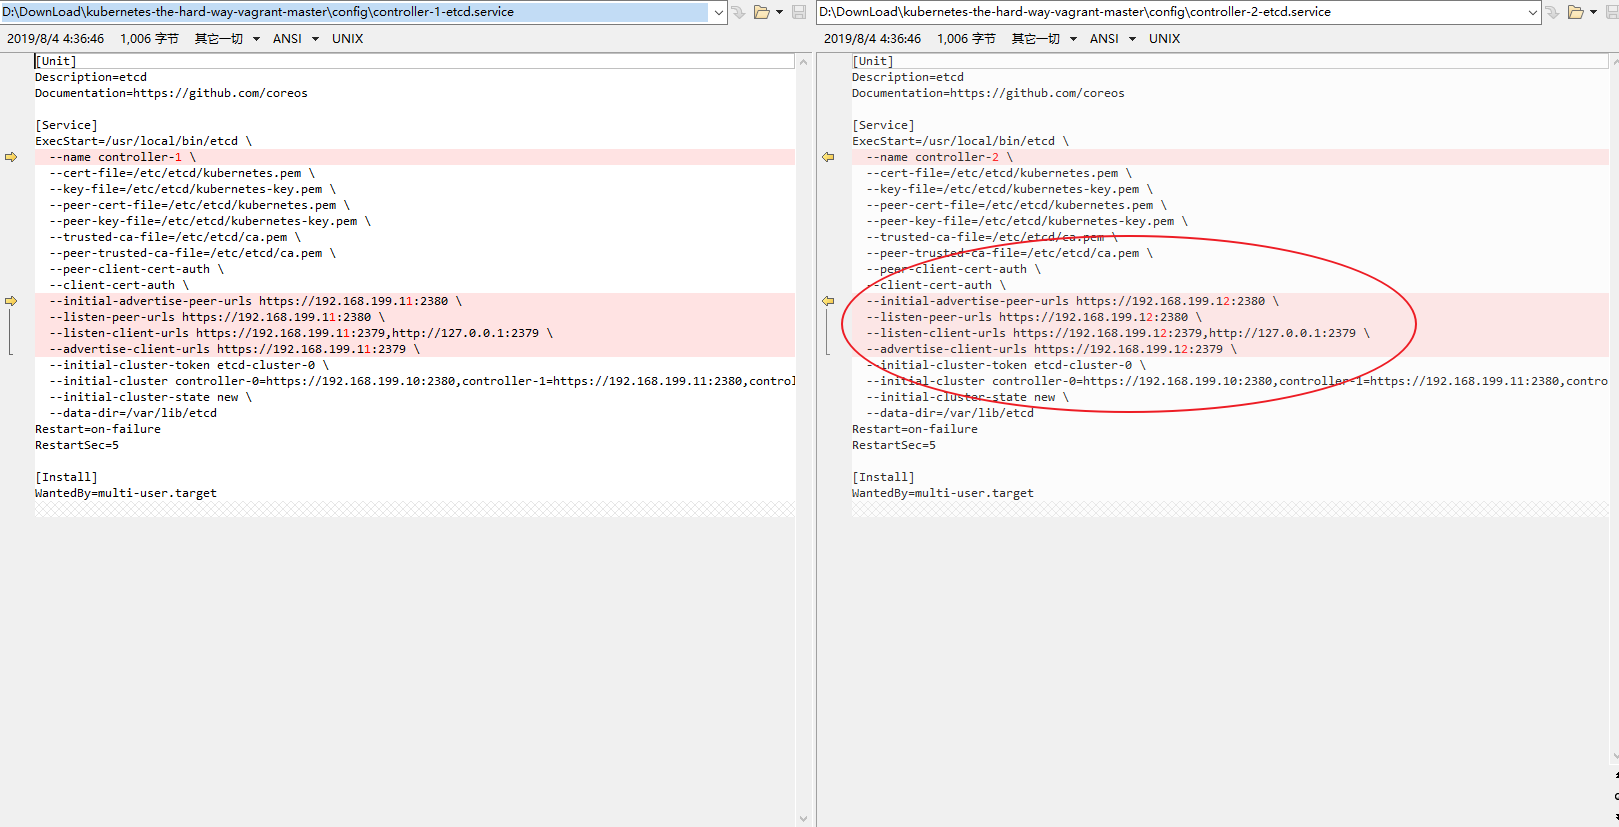 D:\DownLoad\kubernetes-the-hard-way-vagrant-master\config\controller-1-etcd.service
2019/8/4 4:36:46 1,006 字节 其它一切 ANSI UNIX
[Unit]
Description=etcd
Documentation=https://github.com/coreos
[Service]
ExecStart=/usr/local/bin/etcd \
--name controller-1 \
--cert-file=/etc/etcd/kubernetes.pem \
--key-file=/etc/etcd/kubernetes-key.pem \
--peer-cert-file=/etc/etcd/kubernetes.pem \
--peer-key-file=/etc/etcd/kubernetes-key.pem \
--trusted-ca-file=/etc/etcd/ca.pem \
--peer-trusted-ca-file=/etc/etcd/ca.pem \
--peer-client-cert-auth \
--client-cert-auth \
--initial-advertise-peer-urls https://192.168.199.11:2380 \
--listen-peer-urls https://192.168.199.11:2380 \
--listen-client-urls https://192.168.199.11:2379,http://127.0.0.1:2379 \
--advertise-client-urls https://192.168.199.11:2379 \
--initial-cluster-token etcd-cluster-0 \
--initial-cluster controller-0=https://192.168.199.10:2380,controller-1=https://192.168.199.11:2380,control
--initial-cluster-state new \
--data-dir=/var/lib/etcd
Restart=on-failure
RestartSec=5
[Install]
WantedBy=multi-user.target
D:\DownLoad\kubernetes-the-hard-way-vagrant-master\config\controller-2-etcd.service
2019/8/4 4:36:46 1,006 字节 其它一切 ANSI UNIX
[Unit]
Description=etcd
Documentation=https://github.com/coreos
[Service]
ExecStart=/usr/local/bin/etcd \
--name controller-2 \
--cert-file=/etc/etcd/kubernetes.pem \
--key-file=/etc/etcd/kubernetes-key.pem \
--peer-cert-file=/etc/etcd/kubernetes.pem \
--peer-key-file=/etc/etcd/kubernetes-key.pem \
--trusted-ca-file=/etc/etcd/ca.pem \
--peer-trusted-ca-file=/etc/etcd/ca.pem \
--peer-client-cert-auth \
--client-cert-auth \
--initial-advertise-peer-urls https://192.168.199.12:2380 \
--listen-peer-urls https://192.168.199.12:2380 \
--listen-client-urls https://192.168.199.12:2379,http://127.0.0.1:2379 \
--advertise-client-urls https://192.168.199.12:2379 \
--initial-cluster-token etcd-cluster-0 \
--initial-cluster controller-0=https://192.168.199.10:2380,controller-1=https://192.168.199.11:2380,contro
--initial-cluster-state new \
--data-dir=/var/lib/etcd
Restart=on-failure
RestartSec=5
[Install]
WantedBy=multi-user.target